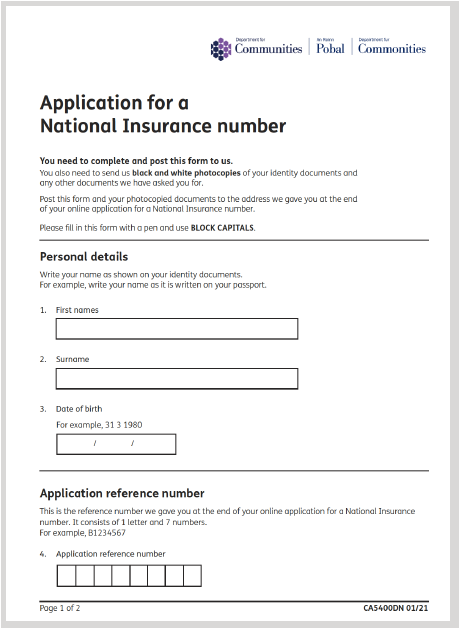 Department for
Communities
An Roinn
Pobal
Department for
Commonities
Application for a
National Insurance number
You need to complete and post this form to us.
You also need to send us black and white photocopies of your identity documents and
any other documents we have asked you for.
Post this form and your photocopied documents to the address we gave you at the end
of your online application for a National Insurance number.
Please fill in this form with a pen and use BLOCK CAPITALS.
Personal details
Write your name as shown on your identity documents.
For example, write your name as it is written on your passport.
1. First names
2. Surname
3. Date of birth
For example, 31 3 1980
/ /
Application reference number
This is the reference number we gave you at the end of your online application for a National Insurance
number. It consists of 1 letter and 7 numbers.
For example, B1234567
4. Application reference number
Page 1 of 2
CA5400DN 01/21